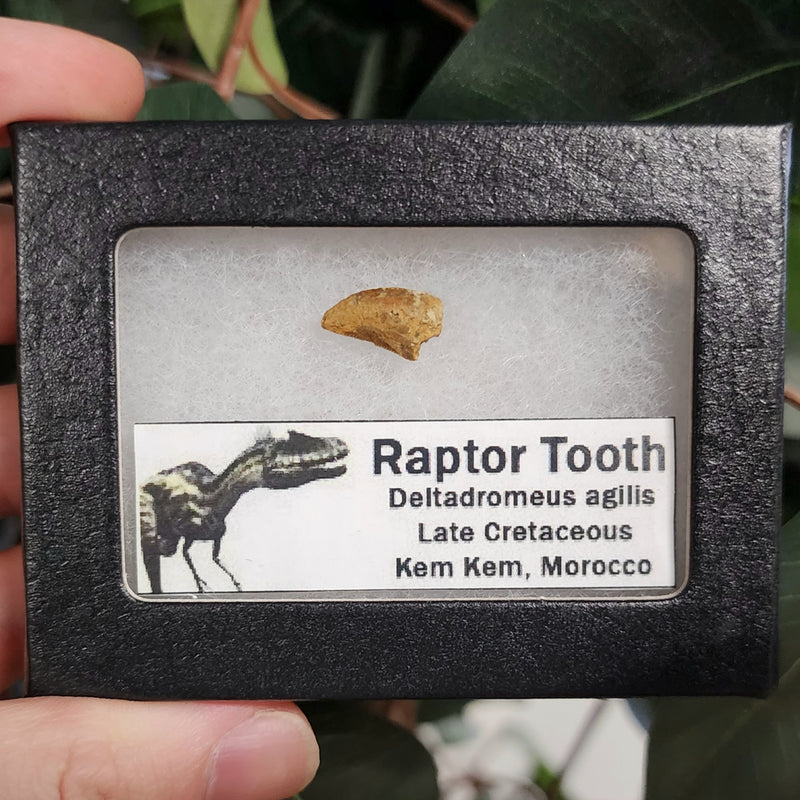 Raptor Tooth
Deltadromeus agilis
Late Cretaceous
Kem Kem, Morocco